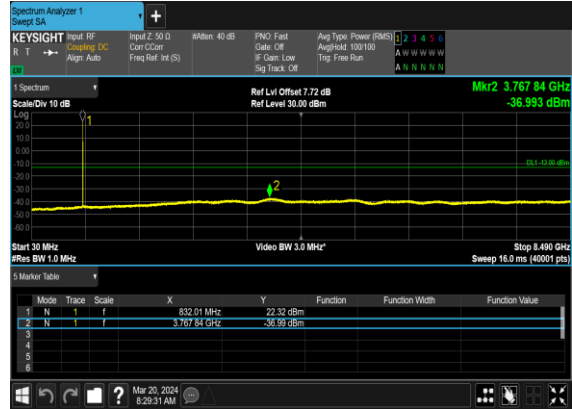 Spectrum Analyzer 1
Swept SA
+
KEYSIGHT Input: RF Input Z: 50 Ω #Atten: 40 dB PNO: Fast Avg Type: Power (RMS) 1 2 3 4 5 6
R T Coupling: DC Corr CCorr Gate: Off Avg|Hold: 100/100 A W W W W W
Align: Auto Freq Ref: Int (S) IF Gain: Low Trig: Free Run
LW Sig Track: Off A N N N N N
1 Spectrum Ref Lvl Offset 7.72 dB Mkr2 3.767 84 GHz
Scale/Div 10 dB Ref Level 30.00 dBm -36.993 dBm
Log
20.0 1
10.0
0.00
-10.0 DL1 -13.00 dBm
-20.0
-30.0 2
-40.0
-50.0
-60.0
Start 30 MHz Video BW 3.0 MHz* Stop 8.490 GHz
#Res BW 1.0 MHz Sweep 16.0 ms (40001 pts)
5 Marker Table
Mode Trace Scale X Y Function Function Width Function Value
1 N 1 f 832.01 MHz 22.32 dBm
2 N 1 f 3.767 84 GHz -36.99 dBm
3
4
5
6
? Mar 20, 2024
8:29:31 AM